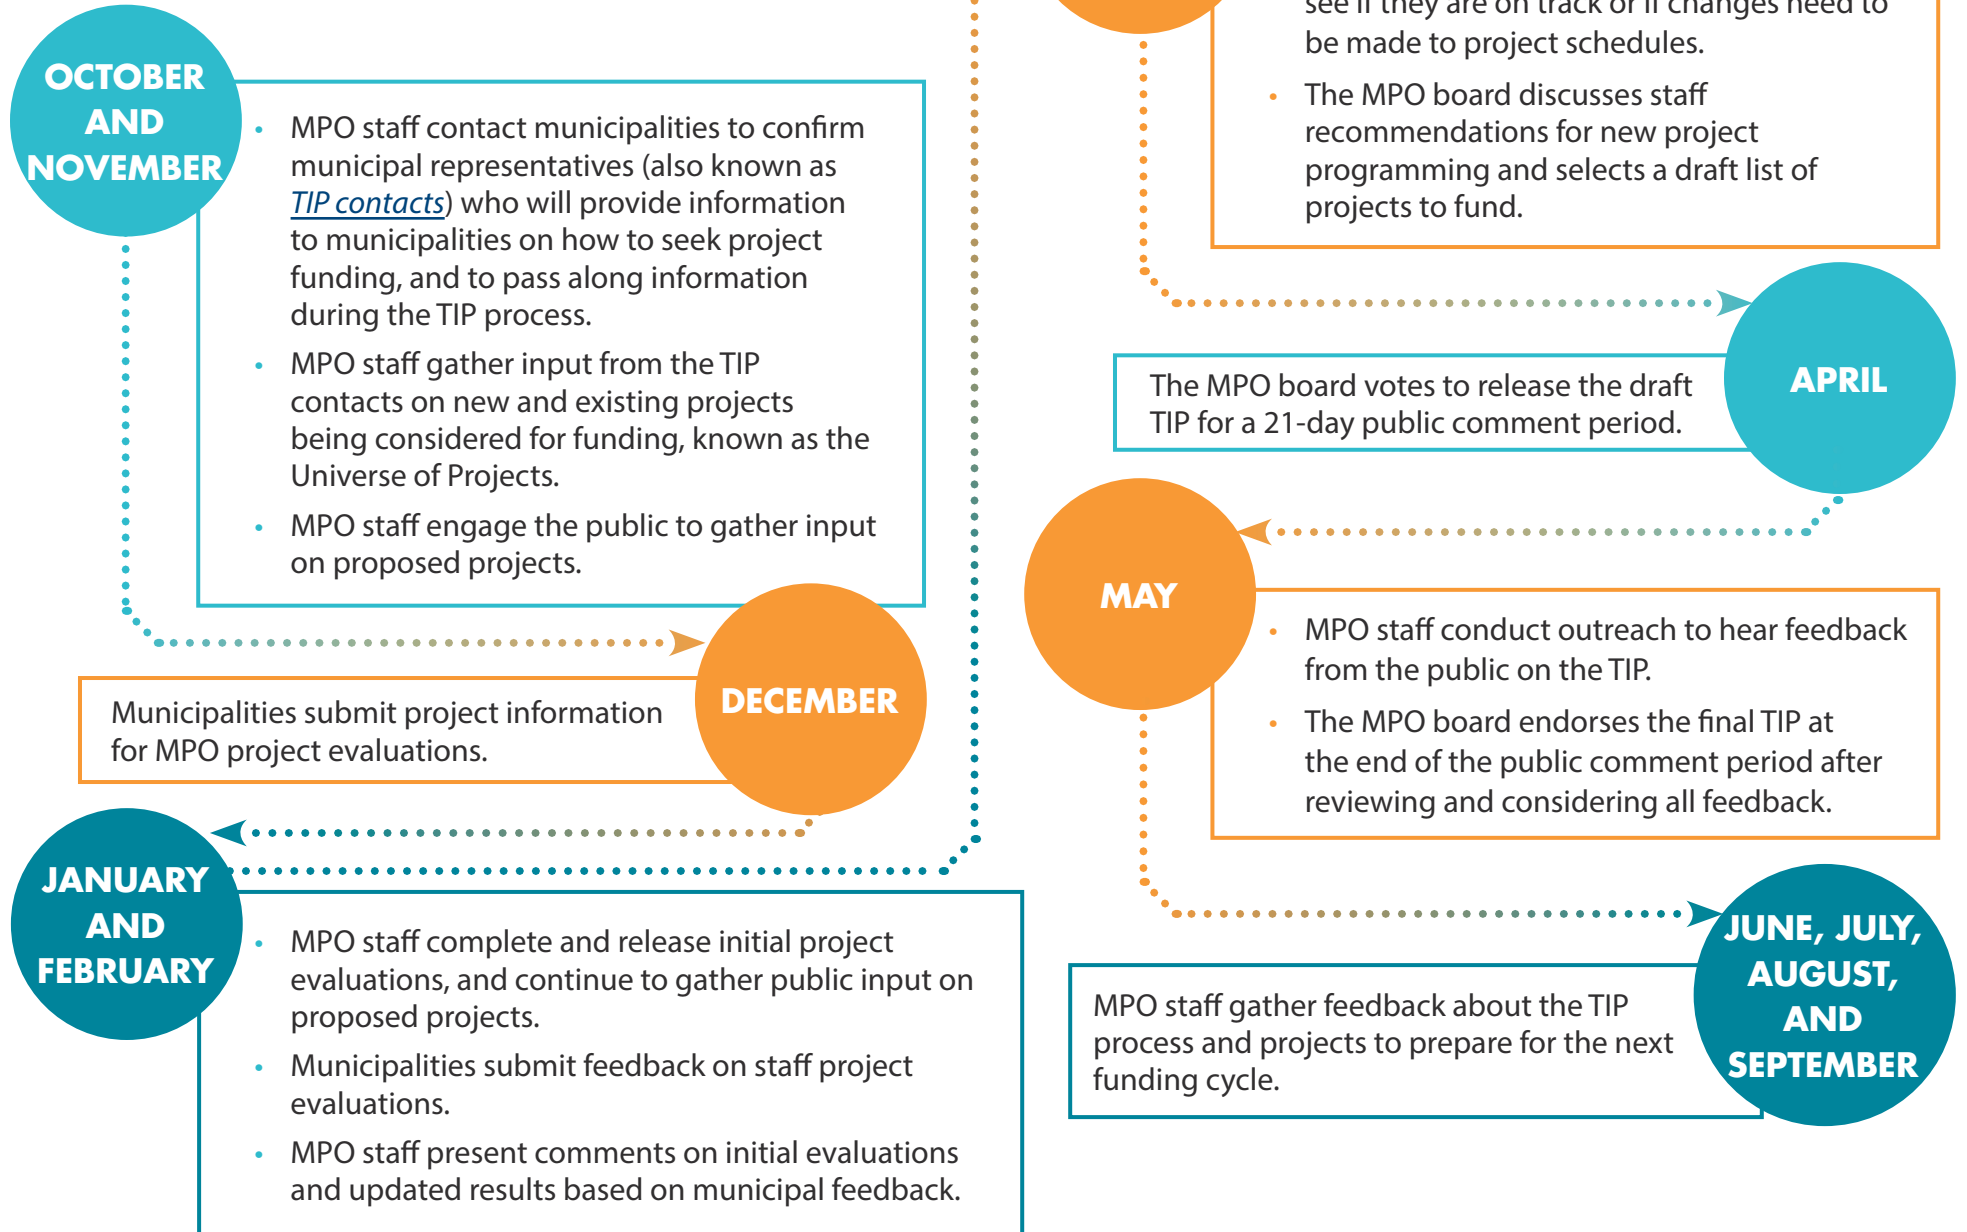 OCTOBER
AND
NOVEMBER
• MPO staff contact municipalities to confirm
municipal representatives (also known as
TIP contacts) who will provide information
to municipalities on how to seek project
funding, and to pass along information
during the TIP process.
• MPO staff gather input from the TIP
contacts on new and existing projects
being considered for funding, known as the
Universe of Projects.
• MPO staff engage the public to gather input
on proposed projects.
DECEMBER
Municipalities submit project information
for MPO project evaluations.
JANUARY
AND
FEBRUARY
• MPO staff complete and release initial project
evaluations, and continue to gather public input on
proposed projects.
• Municipalities submit feedback on staff project
evaluations.
• MPO staff present comments on initial evaluations
and updated results based on municipal feedback.
see if they are on track or if changes need to
be made to project schedules.
• The MPO board discusses staff
recommendations for new project
programming and selects a draft list of
projects to fund.
APRIL
The MPO board votes to release the draft
TIP for a 21-day public comment period.
MAY
• MPO staff conduct outreach to hear feedback
from the public on the TIP.
• The MPO board endorses the final TIP at
the end of the public comment period after
reviewing and considering all feedback.
JUNE, JULY,
AUGUST,
AND
SEPTEMBER
MPO staff gather feedback about the TIP
process and projects to prepare for the next
funding cycle.